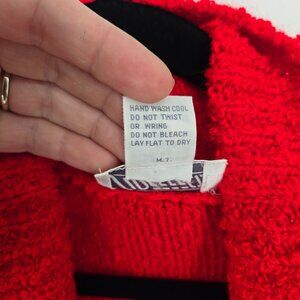 HAND WASH COOL
DO NOT TWIST
OR WRING
DO NOT BLEACH
LAY FLAT TO DRY